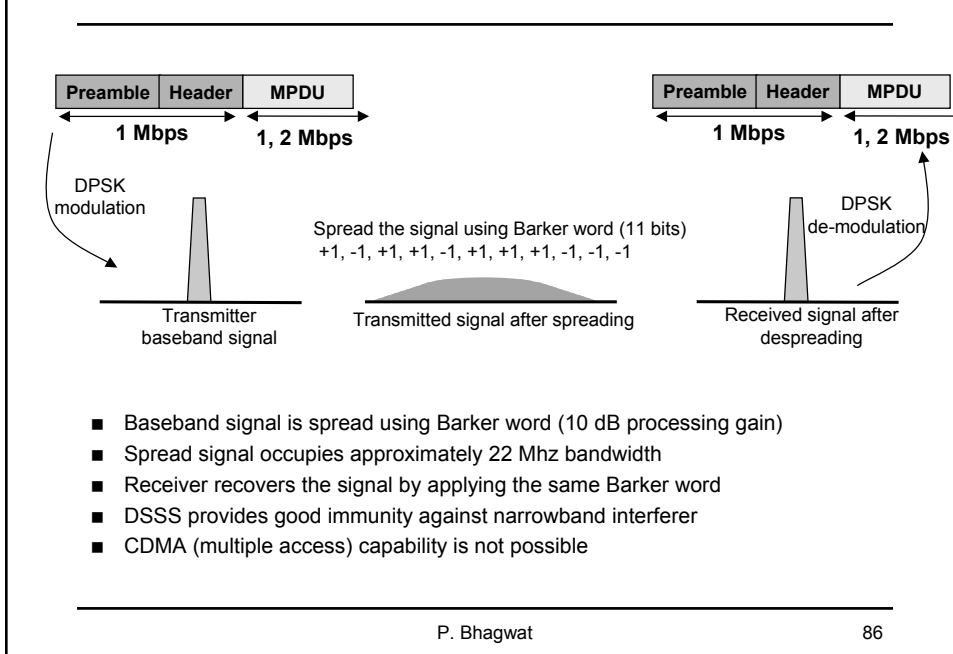 Preamble Header MPDU
1 Mbps
1, 2 Mbps
DPSK
modulation
Transmitter
baseband signal
Spread the signal using Barker word (11 bits)
+1, -1, +1, +1, -1, +1, +1, +1, -1, -1, -1
Transmitted signal after spreading
Preamble Header MPDU
1 Mbps
1, 2 Mbps
DPSK
de-modulation
Received signal after
despreading
■ Baseband signal is spread using Barker word (10 dB processing gain)
■ Spread signal occupies approximately 22 Mhz bandwidth
■ Receiver recovers the signal by applying the same Barker word
■ DSSS provides good immunity against narrowband interferer
■ CDMA (multiple access) capability is not possible
P. Bhagwat 86